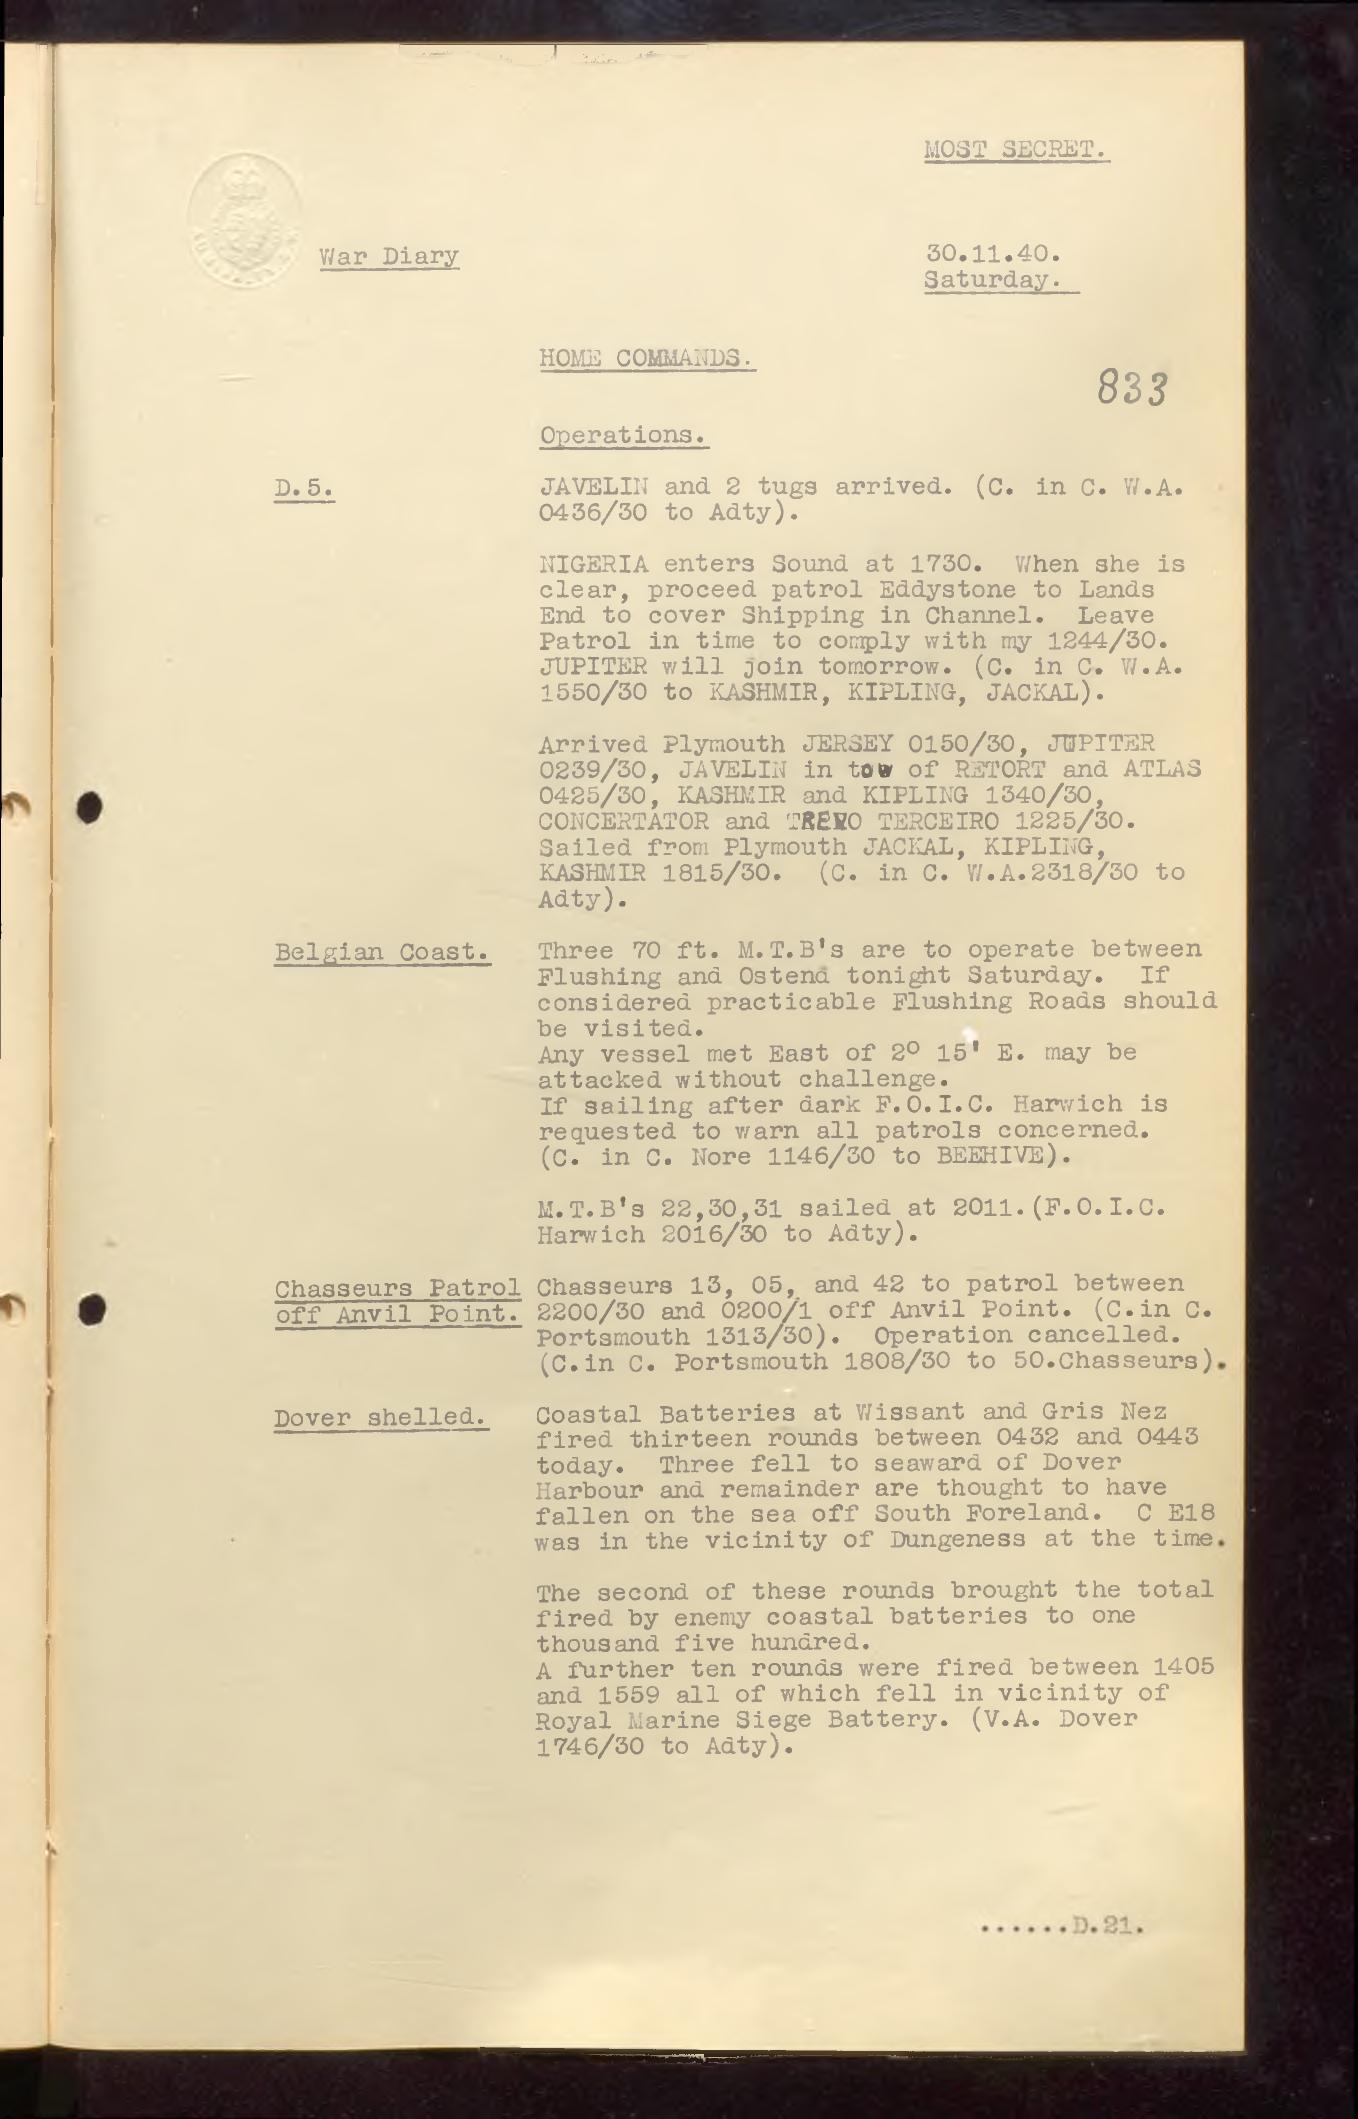 MOST SECRET.
War Diary
30.11.40.
Saturday.
HOME COMMANDS.
833
Operations.
D.5.
JAVELIN and 2 tugs arrived. (C. in C. W.A.
0436/30 to Adty).
NIGERIA enters Sound at 1730. When she is
clear, proceed patrol Eddystone to Lands
End to cover Shipping in Channel. Leave
Patrol in time to comply with my 1244/30.
JUPITER will join tomorrow. (C. in C. W.A.
1550/30 to KASHMIR, KIPLING, JACKAL).
Arrived Plymouth JERSEY 0150/30, JUPITER
0239/30, JAVELIN in tow of RETORT and ATLAS
0425/30, KASHMIR and KIPLING 1340/30,
CONCERTATOR and TERCEIRO 1225/30.
Sailed from Plymouth JACKAL, KIPLING,
KASHMIR 1815/30. (C. in C. W.A.2318/30 to
Adty).
Belgian Coast.
Three 70 ft. M.T.B's are to operate between
Flushing and Ostend tonight Saturday. If
considered practicable Flushing Roads should
be visited.
Any vessel met East of 2º 15' E. may be
attacked without challenge.
If sailing after dark F.O.I.C. Harwich is
requested to warn all patrols concerned.
(C. in C. Nore 1146/30 to BEEHIVE).
M.T.B's 22,30,31 sailed at 2011.(F.O.I.C.
Harwich 2016/30 to Adty).
Chasseurs Patrol
off Anvil Point.
Chasseurs 13, 05, and 42 to patrol between
2200/30 and 0200/1 off Anvil Point. (C.in C.
Portsmouth 1313/30). Operation cancelled.
(C.in C. Portsmouth 1808/30 to 50.Chasseurs).
Dover shelled.
Coastal Batteries at Wissant and Gris Nez
fired thirteen rounds between 0432 and 0443
today. Three fell to seaward of Dover
Harbour and remainder are thought to have
fallen on the sea off South Foreland. C E18
was in the vicinity of Dungeness at the time.
The second of these rounds brought the total
fired by enemy coastal batteries to one
thousand five hundred.
A further ten rounds were fired between 1405
and 1559 all of which fell in vicinity of
Royal Marine Siege Battery. (V.A. Dover
1746/30 to Adty).
......D.21.